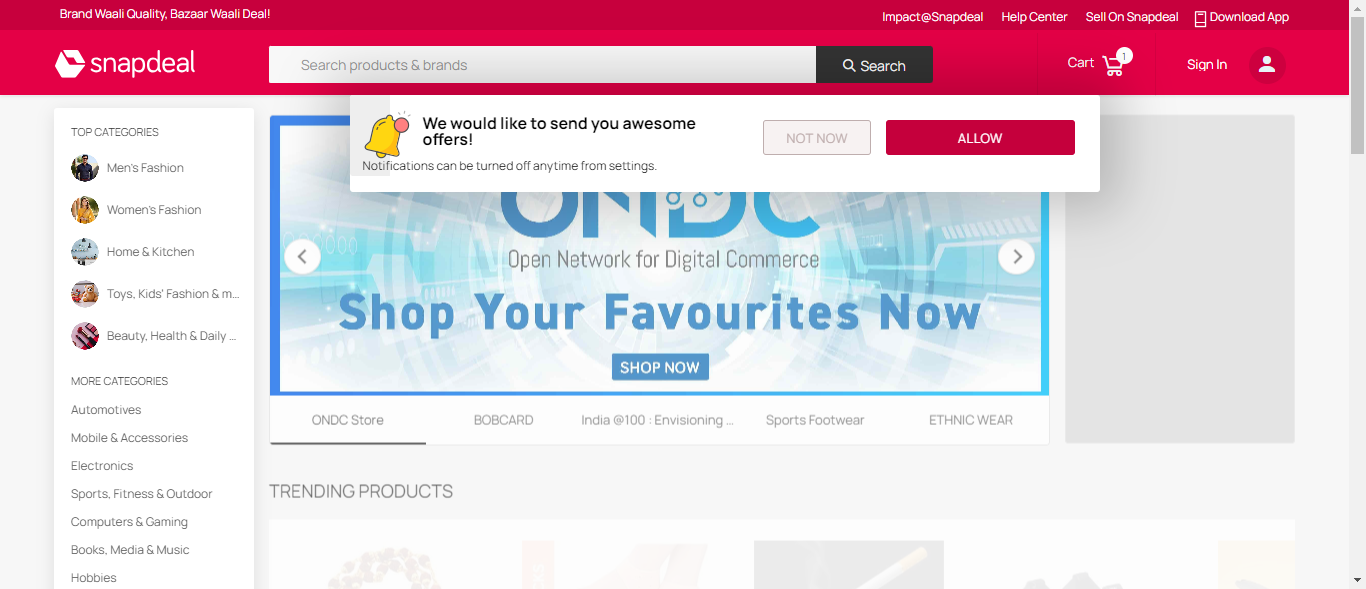 Brand Waali Quality, Bazaar Waali Deal!
Impact@Snapdeal Help Center Sell On Snapdeal Download App
snapdeal
Search products & brands
Search
Cart 1
Sign In
We would like to send you awesome
offers!
Notifications can be turned off anytime from settings.
NOT NOW
ALLOW
TOP CATEGORIES
Men's Fashion
Women's Fashion
Home & Kitchen
Toys, Kids' Fashion & m...
Beauty, Health & Daily ...
MORE CATEGORIES
Automotives
Mobile & Accessories
Electronics
Sports, Fitness & Outdoor
Computers & Gaming
Books, Media & Music
Hobbies
ONDC
Open Network for Digital Commerce
Shop Your Favourites Now
SHOP NOW
ONDC Store BOBCARD India @100 : Envisioning ... Sports Footwear ETHNIC WEAR
TRENDING PRODUCTS